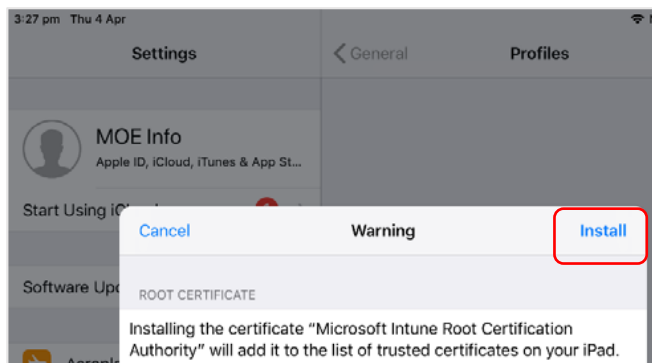 3:27 pm Thu 4 Apr
Settings
General
Profiles
MOE Info
Apple ID, iCloud, iTunes & App St...
Start Using
Cancel
Warning
Install
Software
ROOT CERTIFICATE
Installing the certificate “Microsoft Intune Root Certification
Authority” will add it to the list of trusted certificates on your iPad.